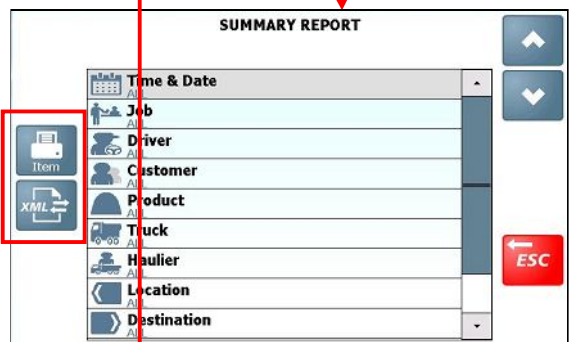 SUMMARY REPORT
Time & Date
ALL
Job
ALL
Driver
ALL
Customer
ALL
Product
ALL
Truck
ALL
Haulier
ALL
Location
ALL
Destination
Item
XML
ESC